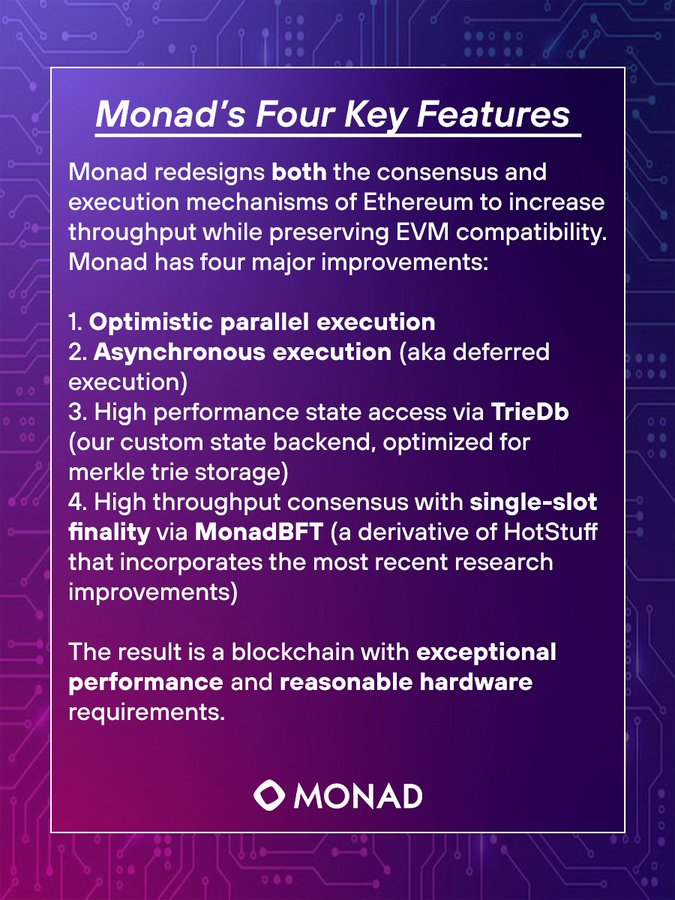 Monad's Four Key Features
Monad redesigns both the consensus and
execution mechanisms of Ethereum to increase
throughput while preserving EVM compatibility.
Monad has four major improvements:
1. Optimistic parallel execution
2. Asynchronous execution (aka deferred
execution)
3. High performance state access via TrieDb
(our custom state backend, optimized for
merkle trie storage)
4. High throughput consensus with single-slot
finality via MonadBFT (a derivative of HotStuff
that incorporates the most recent research
improvements)
The result is a blockchain with exceptional
performance and reasonable hardware
requirements.
MONAD